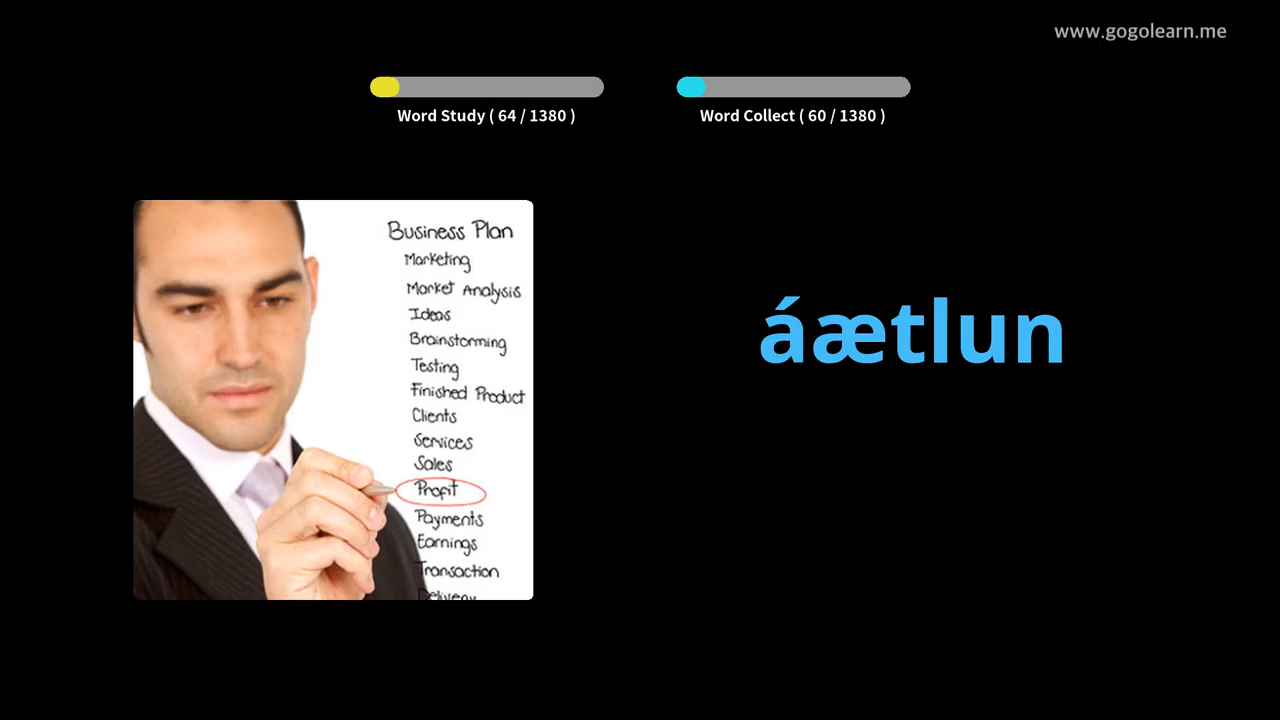 www.gogolearn.me
Word Study ( 64 / 1380 )
Word Collect ( 60 / 1380 )
Business Plan
Marketing
Market Analysis
Ideas
Brainstorming
Testing
Finished Product
Clients
Services
Sales
Profit
Payments
Earnings
Transaction
Delivery
áætlun